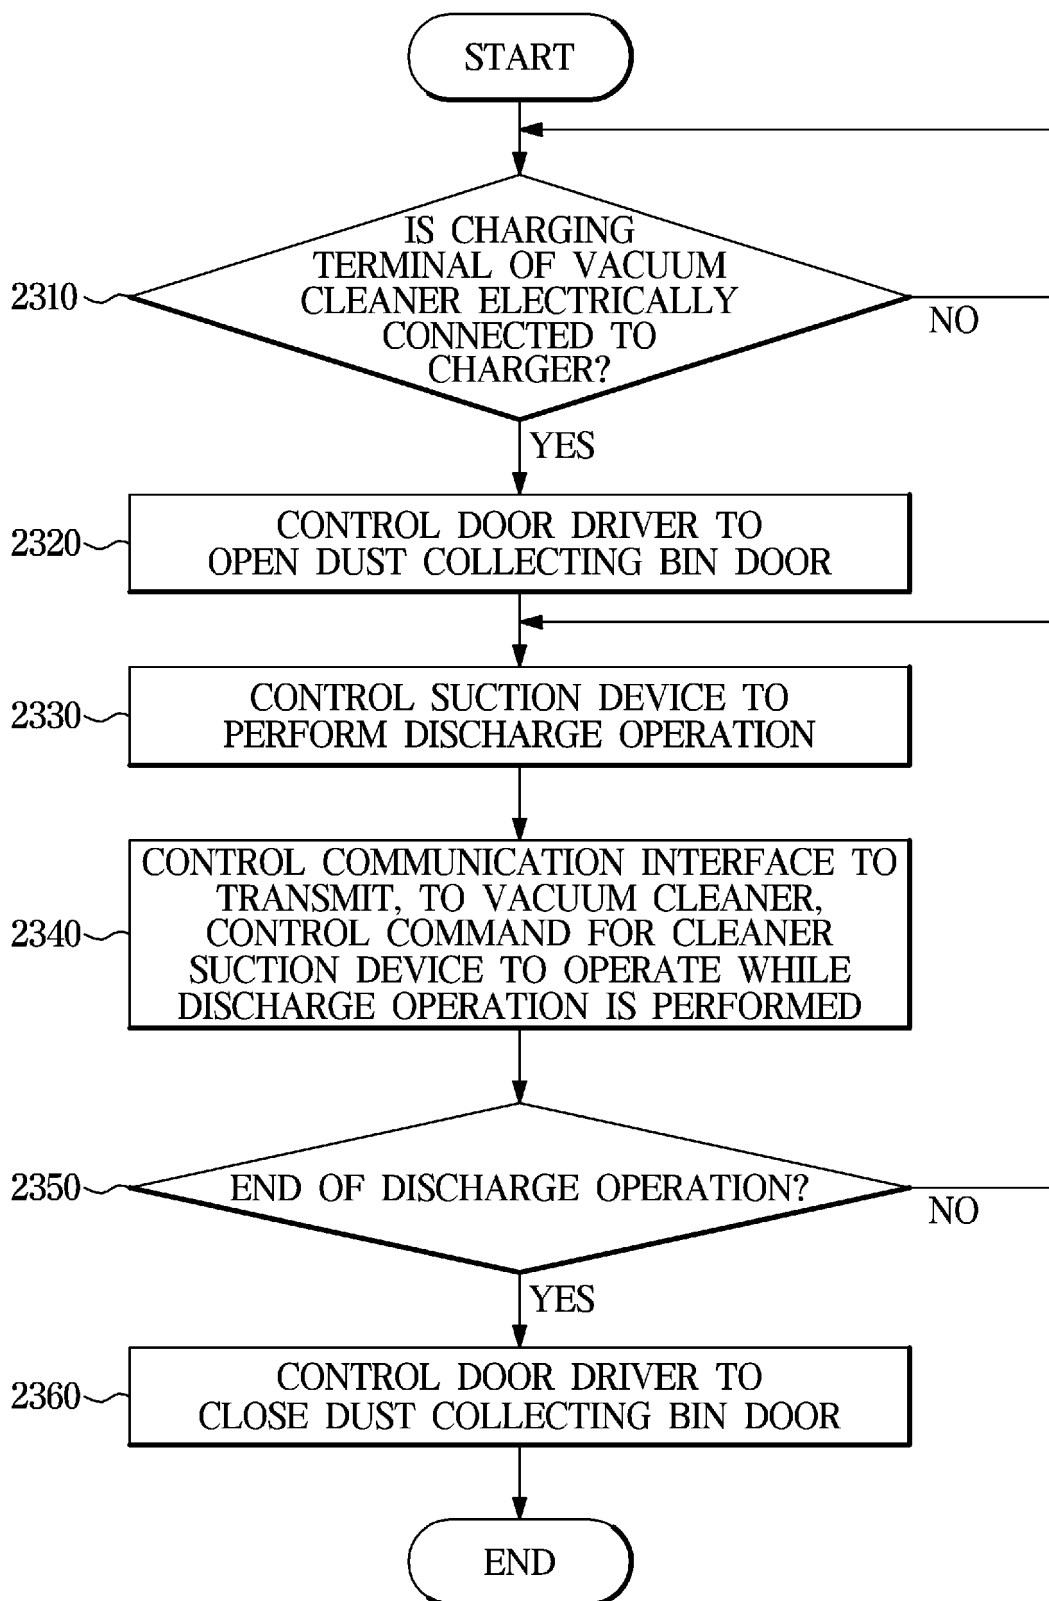 START
2310
IS CHARGING
TERMINAL OF VACUUM
CLEANER ELECTRICALLY
CONNECTED TO
CHARGER?
NO
YES
2320
CONTROL DOOR DRIVER TO
OPEN DUST COLLECTING BIN DOOR
2330
CONTROL SUCTION DEVICE TO
PERFORM DISCHARGE OPERATION
2340
CONTROL COMMUNICATION INTERFACE TO
TRANSMIT, TO VACUUM CLEANER,
CONTROL COMMAND FOR CLEANER
SUCTION DEVICE TO OPERATE WHILE
DISCHARGE OPERATION IS PERFORMED
2350
END OF DISCHARGE OPERATION?
NO
YES
2360
CONTROL DOOR DRIVER TO
CLOSE DUST COLLECTING BIN DOOR
END